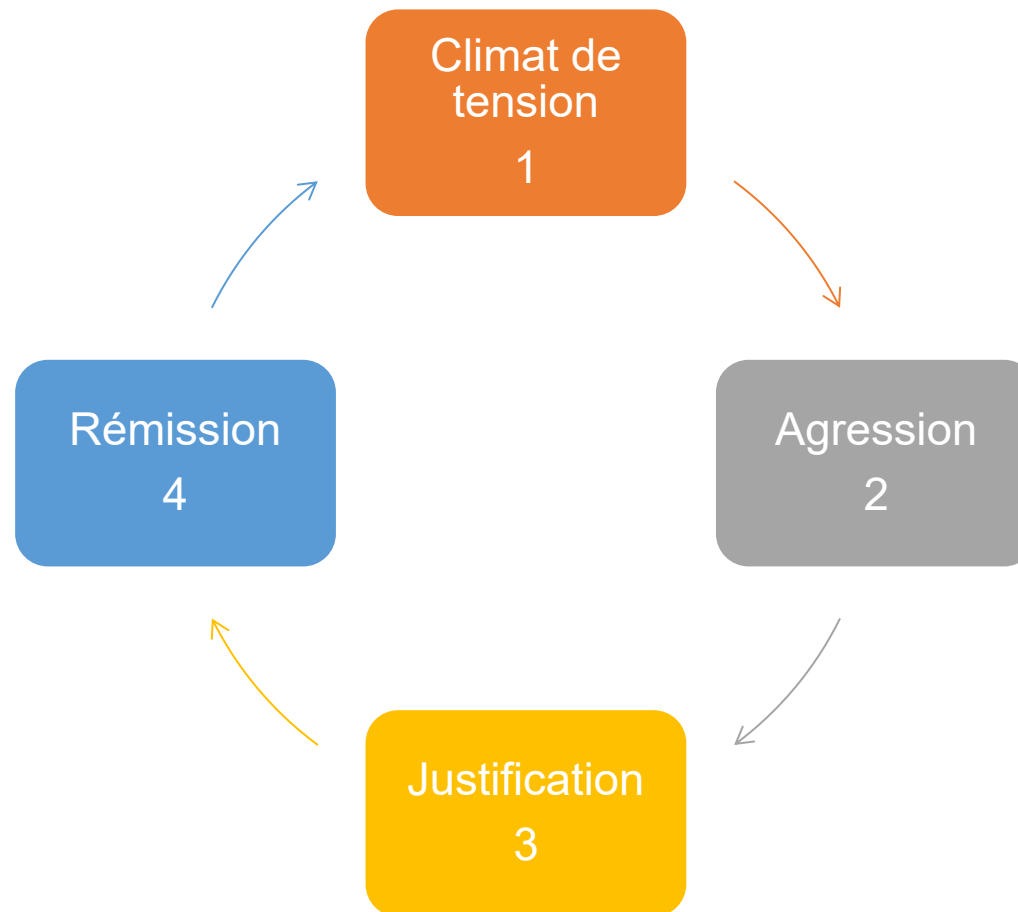 Climat de
tension
1
Agression
2
Justification
3
Rémission
4